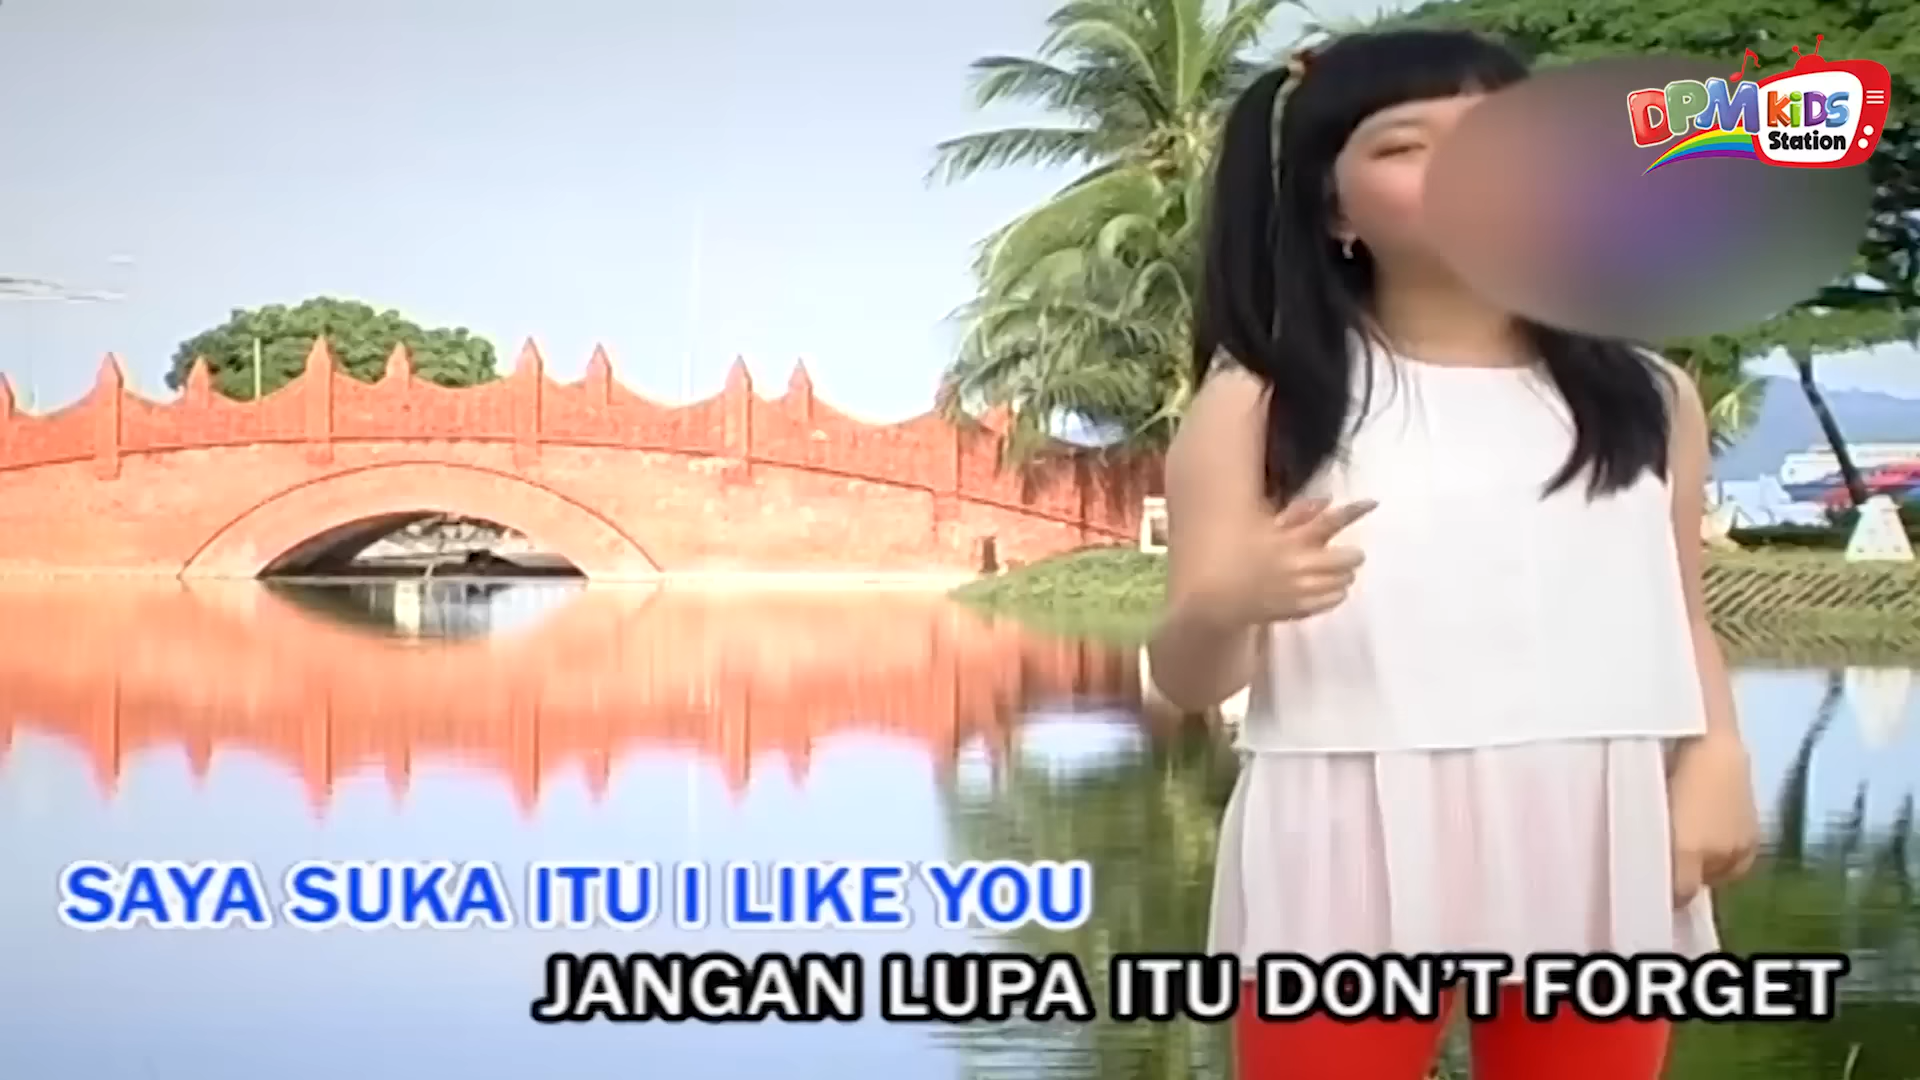 DPM KiDS
Station
SAYA SUKA ITU I LIKE YOU
JANGAN LUPA ITU DON'T FORGET